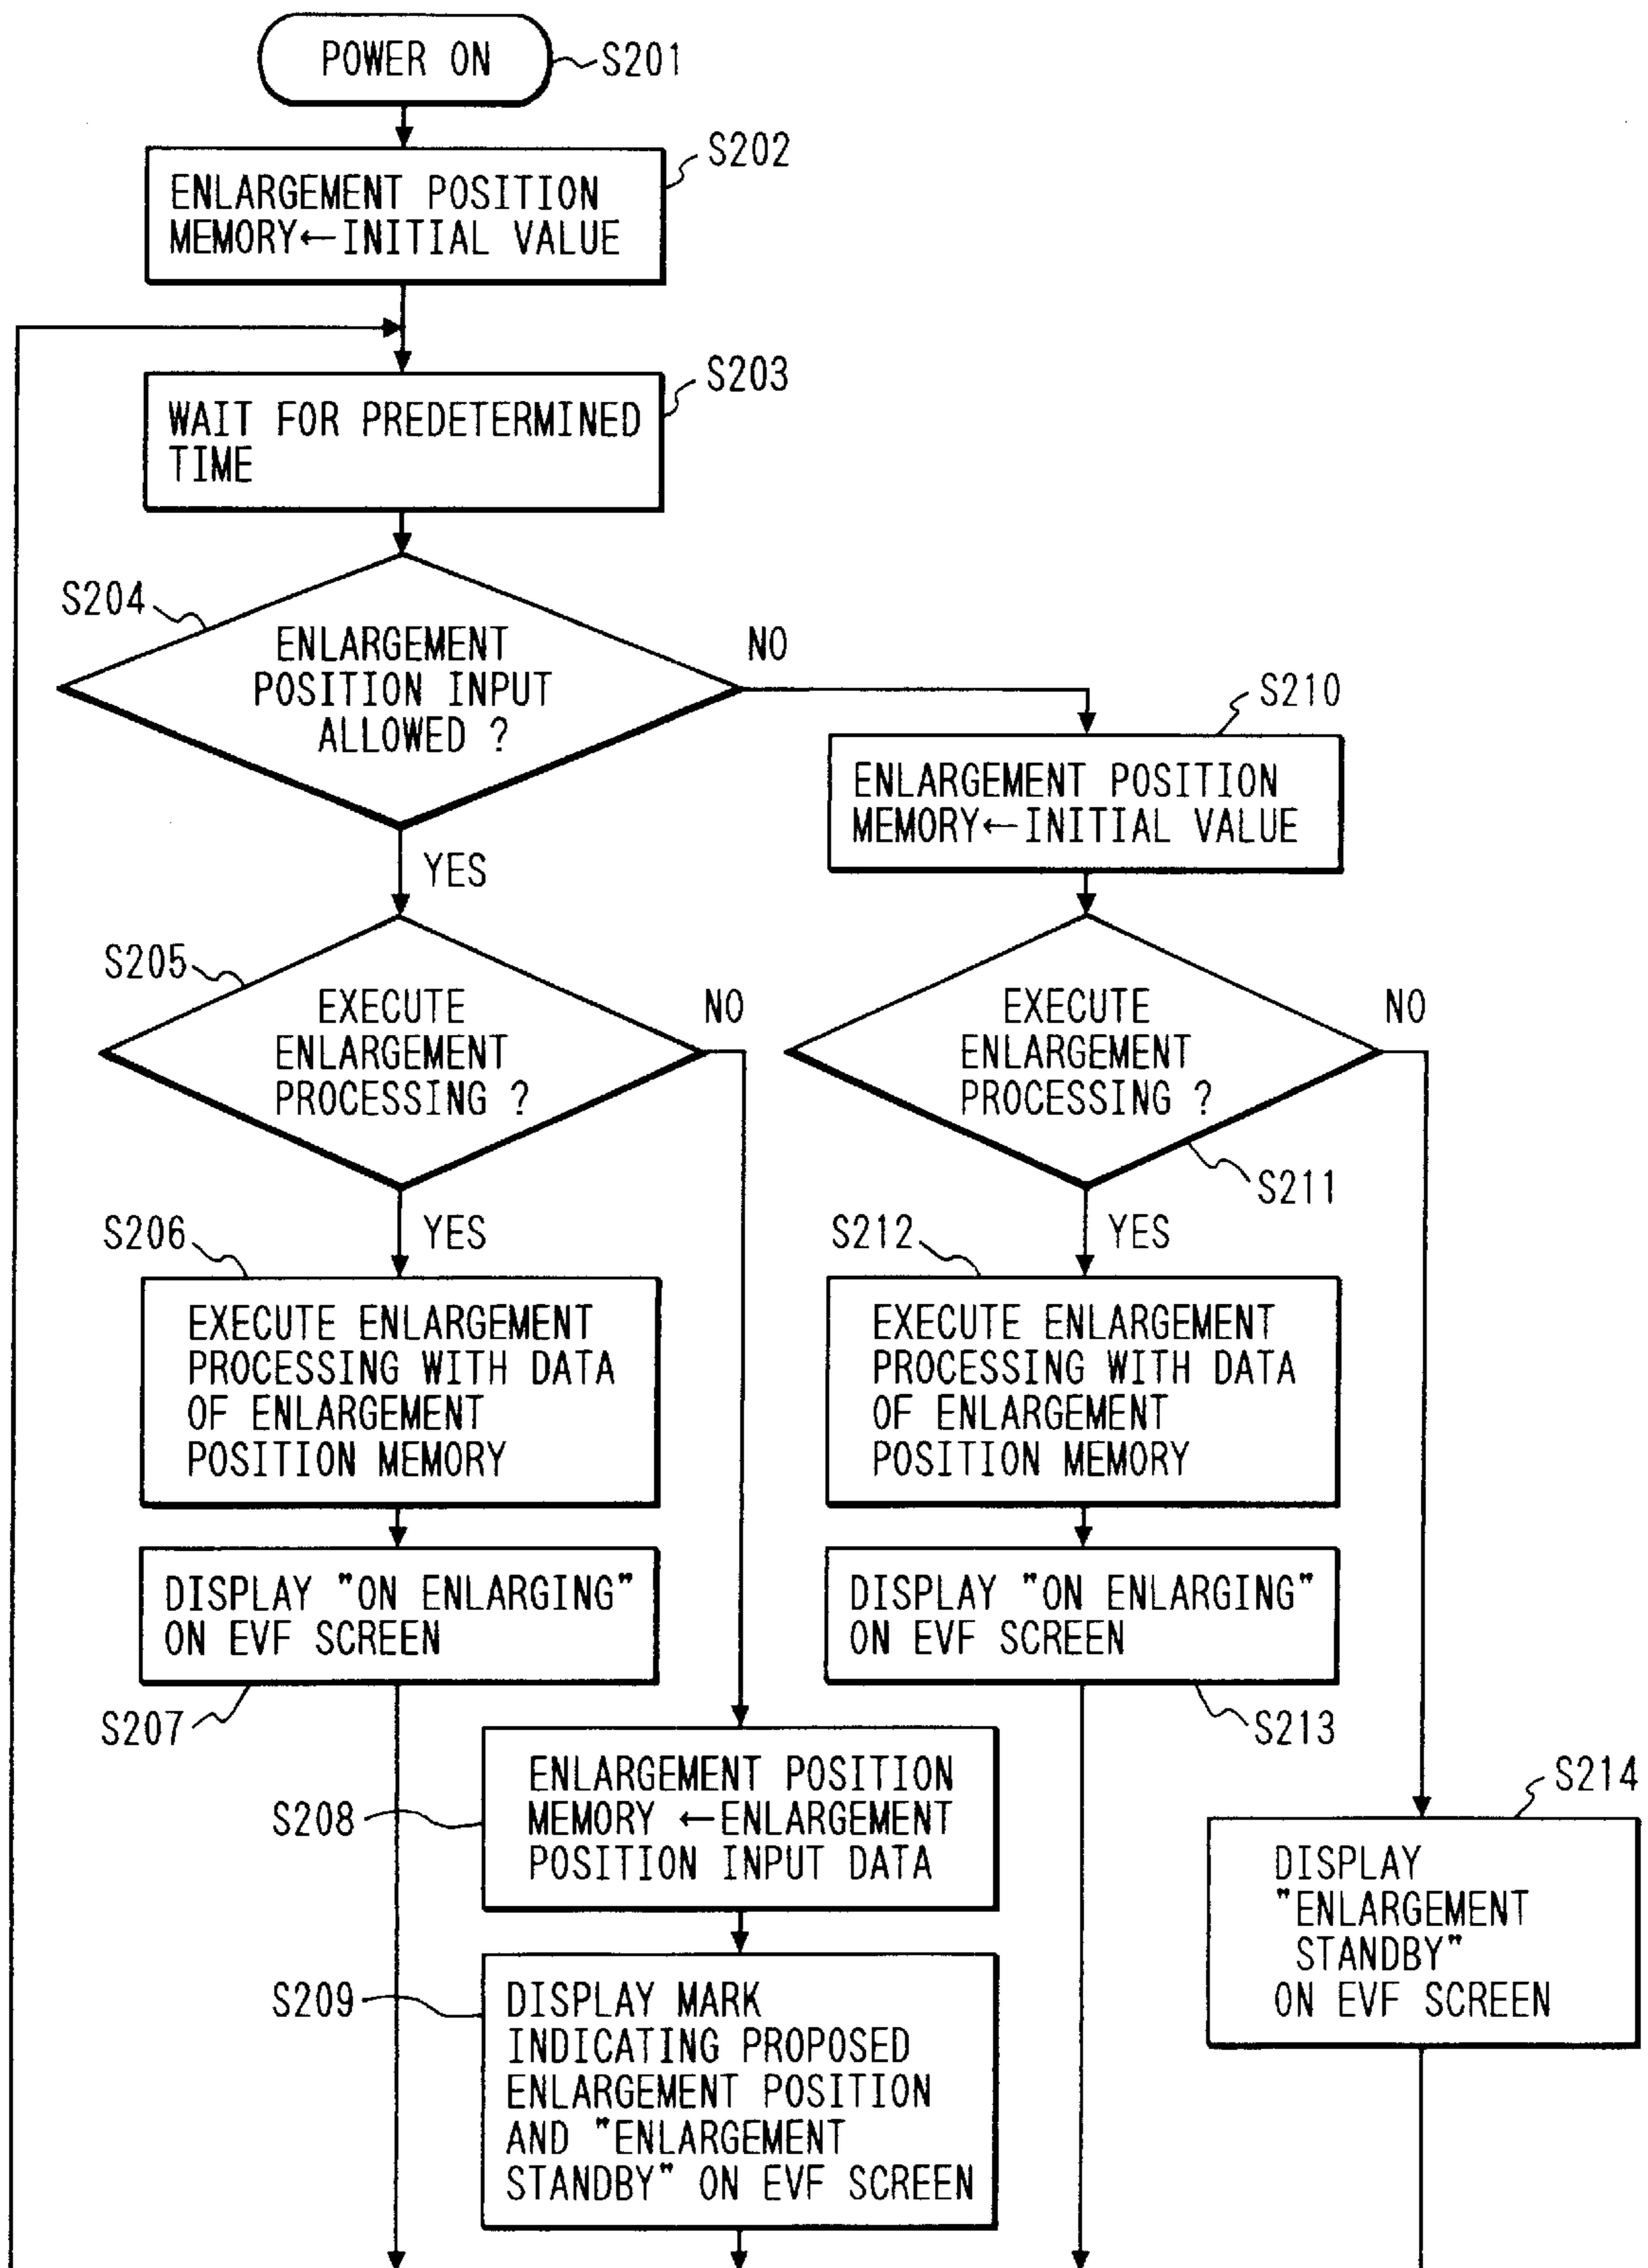 POWER ON
S201
S202
ENLARGEMENT POSITION
MEMORY←INITIAL VALUE
S203
WAIT FOR PREDETERMINED
TIME
S204
ENLARGEMENT
POSITION INPUT
ALLOWED ?
NO
YES
S210
ENLARGEMENT POSITION
MEMORY←INITIAL VALUE
S205
EXECUTE
ENLARGEMENT
PROCESSING ?
NO
YES
EXECUTE
ENLARGEMENT
PROCESSING ?
NO
S211
YES
S206
EXECUTE ENLARGEMENT
PROCESSING WITH DATA
OF ENLARGEMENT
POSITION MEMORY
S212
EXECUTE ENLARGEMENT
PROCESSING WITH DATA
OF ENLARGEMENT
POSITION MEMORY
DISPLAY "ON ENLARGING"
ON EVF SCREEN
S207
DISPLAY "ON ENLARGING"
ON EVF SCREEN
S213
S208
ENLARGEMENT POSITION
MEMORY ←ENLARGEMENT
POSITION INPUT DATA
S214
DISPLAY
"ENLARGEMENT
STANDBY"
ON EVF SCREEN
S209
DISPLAY MARK
INDICATING PROPOSED
ENLARGEMENT POSITION
AND "ENLARGEMENT
STANDBY" ON EVF SCREEN